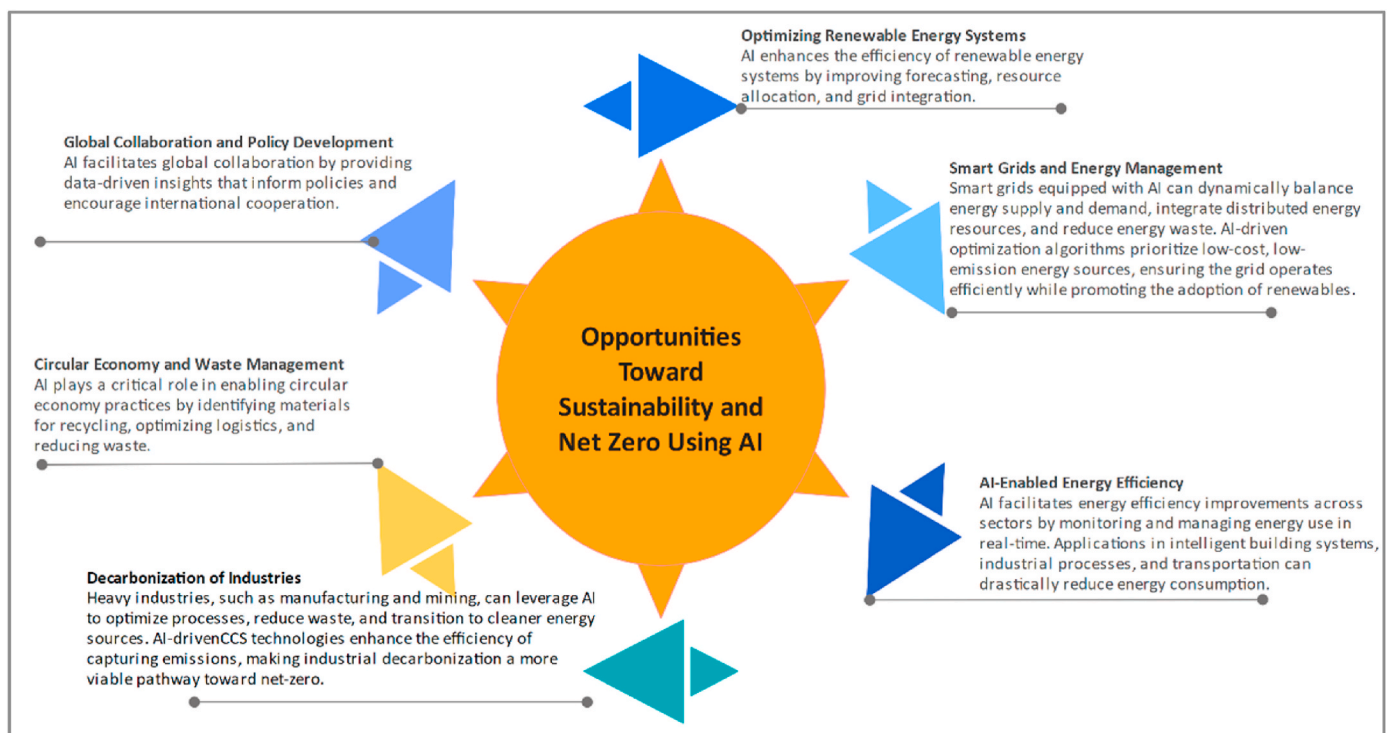 Optimizing Renewable Energy Systems
AI enhances the efficiency of renewable energy
systems by improving forecasting, resource
allocation, and grid integration.
Global Collaboration and Policy Development
AI facilitates global collaboration by providing
data-driven insights that inform policies and
encourage international cooperation.
Smart Grids and Energy Management
Smart grids equipped with AI can dynamically balance
energy supply and demand, integrate distributed energy
resources, and reduce energy waste. AI-driven
optimization algorithms prioritize low-cost, low-
emission energy sources, ensuring the grid operates
efficiently while promoting the adoption of renewables.
Opportunities
Toward
Sustainability and
Net Zero Using AI
Circular Economy and Waste Management
AI plays a critical role in enabling circular
economy practices by identifying materials
for recycling, optimizing logistics, and
reducing waste.
AI-Enabled Energy Efficiency
AI facilitates energy efficiency improvements across
sectors by monitoring and managing energy use in
real-time. Applications in intelligent building systems,
industrial processes, and transportation can
drastically reduce energy consumption.
Decarbonization of Industries
Heavy industries, such as manufacturing and mining, can leverage AI
to optimize processes, reduce waste, and transition to cleaner energy
sources. AI-drivenCCS technologies enhance the efficiency of
capturing emissions, making industrial decarbonization a more
viable pathway toward net-zero.